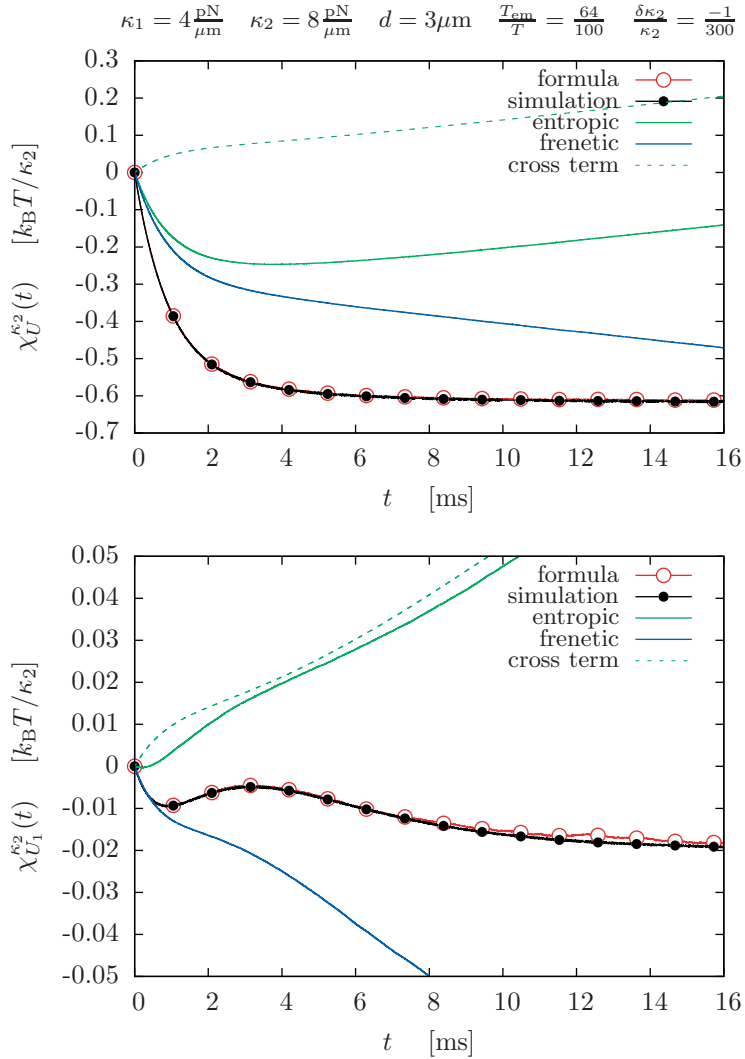 κ₁ = 4 pN/μm κ₂ = 8 pN/μm d = 3μm T_em/T = 64/100 δκ₂/κ₂ = −1/300
formula
simulation
entropic
frenetic
cross term
0.3
0.2
0.1
0
-0.1
-0.2
-0.3
-0.4
-0.5
-0.6
-0.7
χ_U^κ₂(t) [k_BT/κ₂]
0 2 4 6 8 10 12 14 16
t [ms]
formula
simulation
entropic
frenetic
cross term
0.05
0.04
0.03
0.02
0.01
0
-0.01
-0.02
-0.03
-0.04
-0.05
χ_U₁^κ₂(t) [k_BT/κ₂]
0 2 4 6 8 10 12 14 16
t [ms]